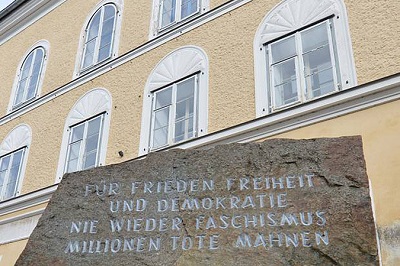 FÜR FRIEDEN FREIHEIT
UND DEMOKRATIE
NIE WIEDER FASCHISMUS
MILLIONEN TOTE MAHNEN